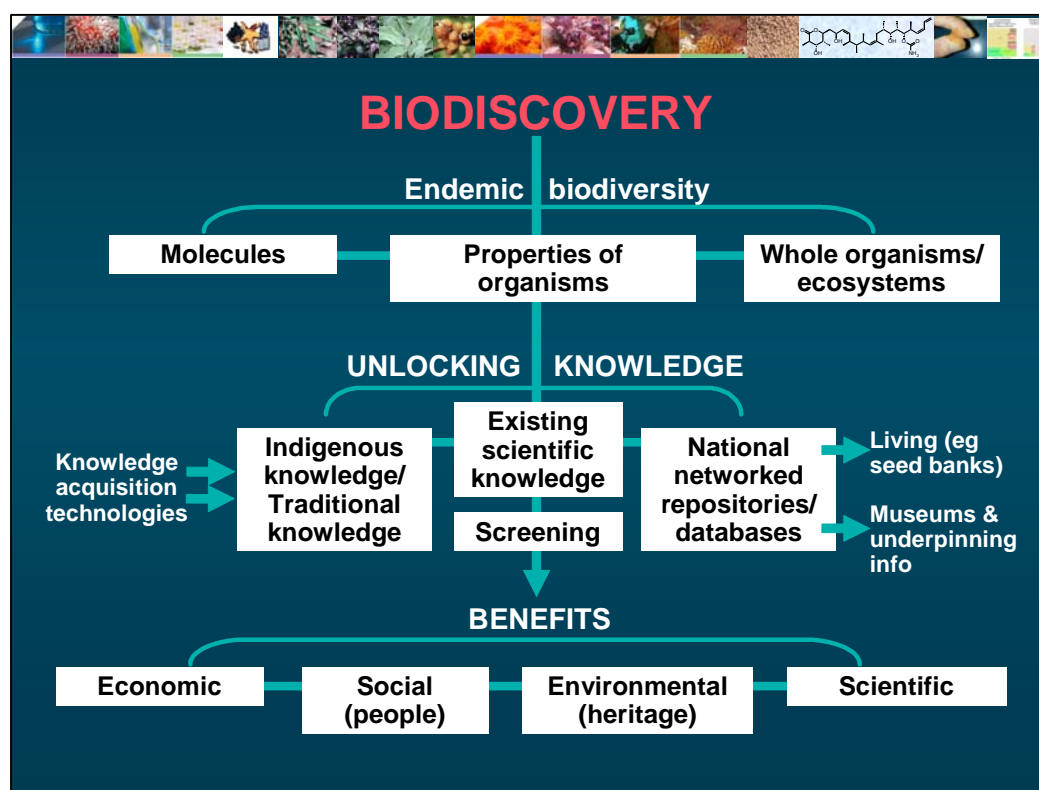 BIODISCOVERY
Endemic biodiversity
Molecules
Properties of
organisms
Whole organisms/
ecosystems
UNLOCKING KNOWLEDGE
Knowledge
acquisition
technologies
Indigenous
knowledge/
Traditional
knowledge
Existing
scientific
knowledge
Screening
National
networked
repositories/
databases
Living (eg
seed banks)
Museums &
underpinning
info
BENEFITS
Economic
Social
(people)
Environmental
(heritage)
Scientific